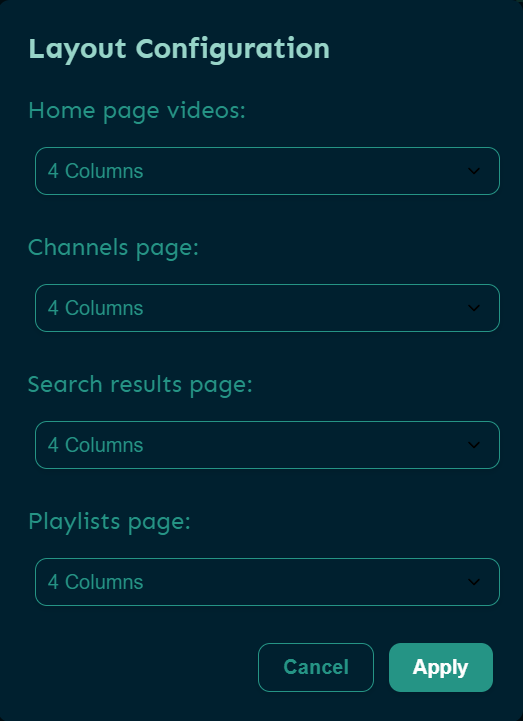 Layout Configuration
Home page videos:
4 Columns
Channels page:
4 Columns
Search results page:
4 Columns
Playlists page:
4 Columns
Cancel Apply